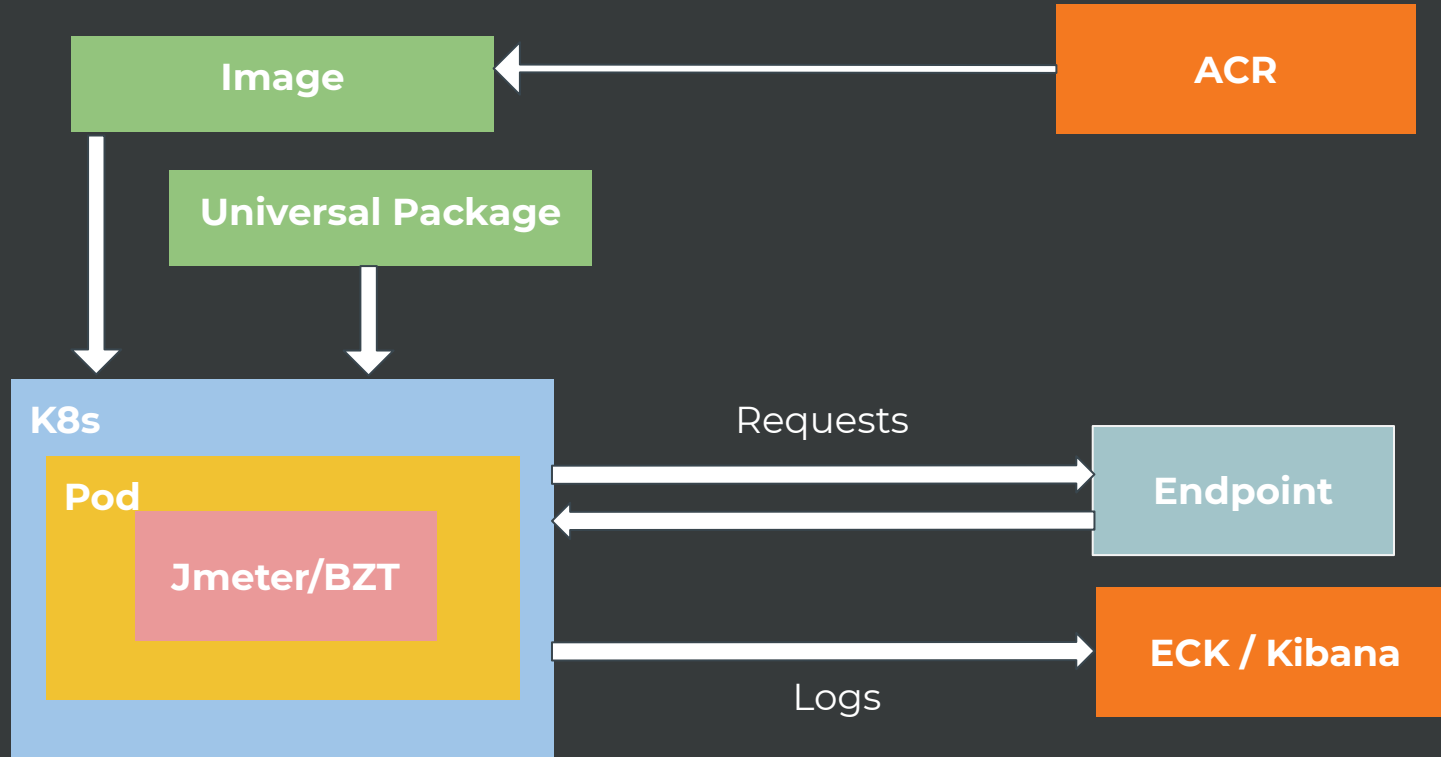 Image
ACR
Universal Package
K8s
Requests
Pod
Endpoint
Jmeter/BZT
ECK / Kibana
Logs